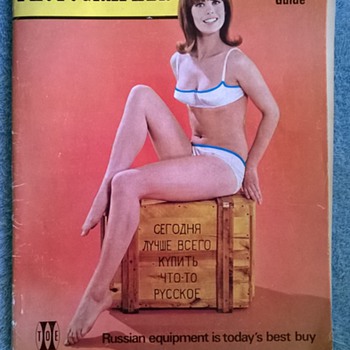 Guide
СЕГОДНЯ
ЛУЧШЕ ВСЕГО
КУПИТЬ
ЧТО-ТО
РУССКОЕ
TOE
Russian equipment is today's best buy